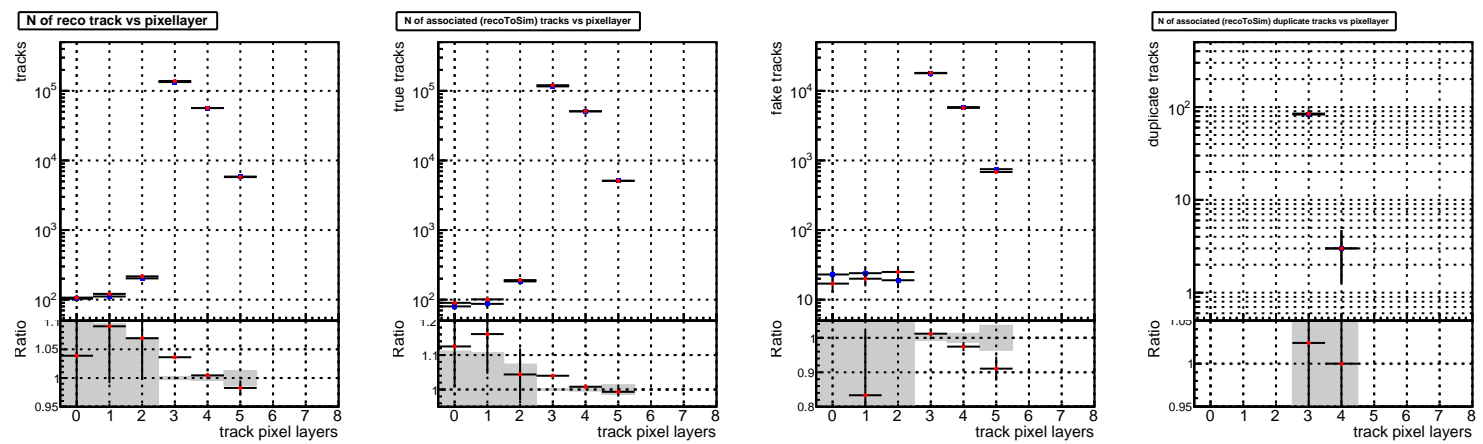 N of reco track vs pixellayer
tracks
10^5
10^4
10^3
10^2
Ratio
1.1
1.05
1
0.95
0 1 2 3 4 5 6 7 8
track pixel layers
N of associated (recoToSim) tracks vs pixellayer
true tracks
10^5
10^4
10^3
10^2
Ratio
1.2
1.1
1
0 1 2 3 4 5 6 7 8
track pixel layers
fake tracks
10^4
10^3
10^2
10
Ratio
1
0.9
0.8
0 1 2 3 4 5 6 7 8
track pixel layers
N of associated (recoToSim) duplicate tracks vs pixellayer
duplicate tracks
10^2
10
1
Ratio
1.05
1
0.95
0 1 2 3 4 5 6 7 8
track pixel layers